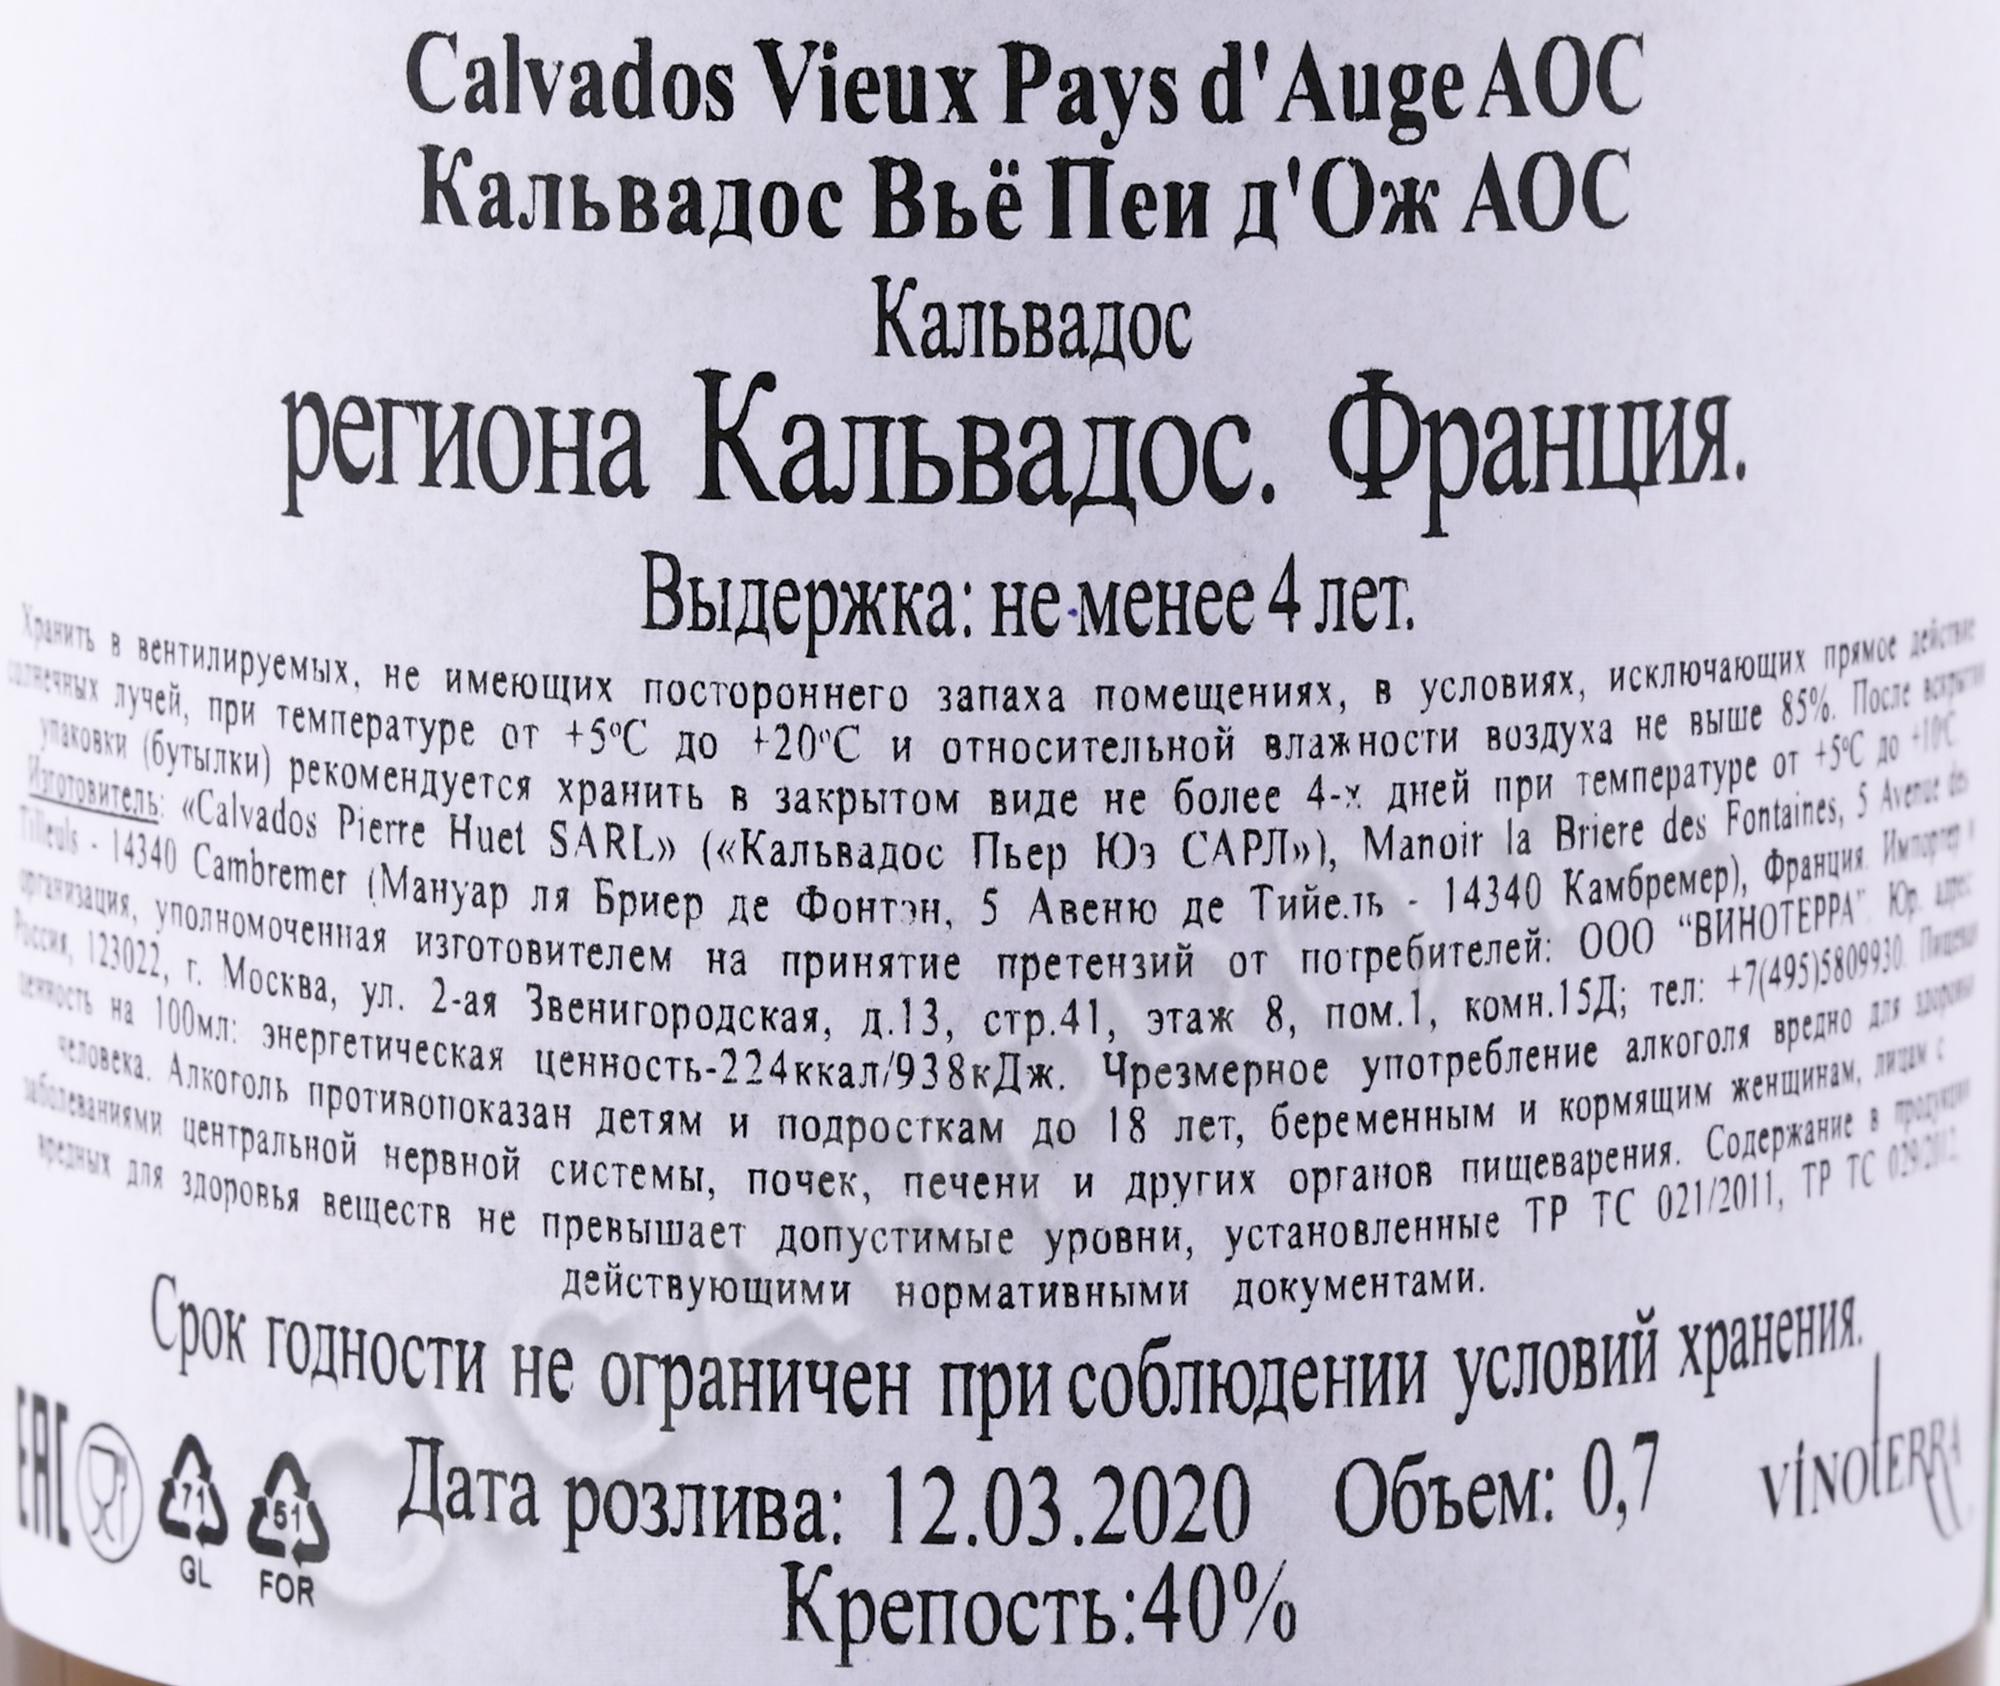 Calvados Vieux Pays d'Auge AOC
Кальвадос Вьё Пеи д'Ож АОС
Кальвадос
региона Кальвадос. Франция.
Выдержка: не менее 4 лет.
Хранить в вентилируемых, не имеющих постороннего запаха помещениях, в условиях, исключающих прямое действие
солнечных лучей, при температуре от +5ºС до +20ºС и относительной влажности воздуха не выше 85%. После вскрытия
упаковки (бутылки) рекомендуется хранить в закрытом виде не более 4-х дней при температуре от +5ºС до +10ºС
Изготовитель: «Calvados Pierre Huet SARL» («Кальвадос Пьер Юэ САРЛ»), Manoir la Briere des Fontaines, 5 Avenue des
Tilleuls - 14340 Cambremer (Мануар ля Бриер де Фонтэн, 5 Авеню де Тийель - 14340 Камбремер), Франция. Импортер и
организация, уполномоченная изготовителем на принятие претензий от потребителей: ООО "ВИНОТЕРРА". Юр. адрес
Россия, 123022, г. Москва, ул. 2-ая Звенигородская, д.13, стр.41, этаж 8, пом.1, комн.15Д; тел: +7(495)5809930. Пищевая
ценность на 100мл: энергетическая ценность-224ккал/938кДж. Чрезмерное употребление алкоголя вредно для здоровья
человека. Алкоголь противопоказан детям и подросткам до 18 лет, беременным и кормящим женщинам, лицам с
заболеваниями центральной нервной системы, почек, печени и других органов пищеварения. Содержание в продукции
вредных для здоровья веществ не превышает допустимые уровни, установленные ТР ТС 021/2011, ТР ТС 029/2012,
действующими нормативными документами.
Срок годности не ограничен при соблюдении условий хранения.
EAC 71 GL 51 FOR
Дата розлива: 12.03.2020 Объем: 0,7 VINOTERRA
Крепость:40%
CIGARPRO.ru